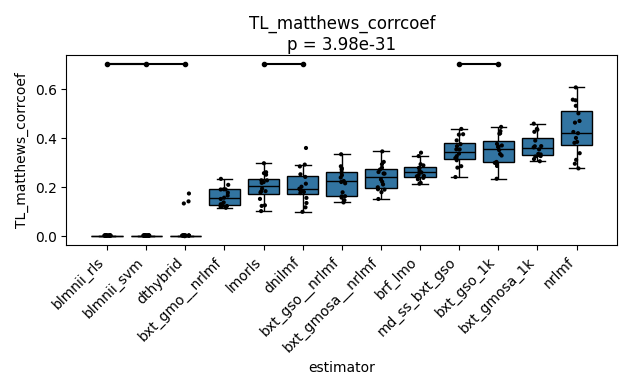 TL_matthews_corrcoef
p = 3.98e-31
TL_matthews_corrcoef
0.6
0.4
0.2
0.0
blmnii_rls
blmnii_svm
dthybrid
bxt_gmo__nrlmf
lmorls
dnilmf
bxt_gso__nrlmf
bxt_gmosa__nrlmf
brf_lmo
md_ss_bxt_gso
bxt_gso_1k
bxt_gmosa_1k
nrlmf
estimator